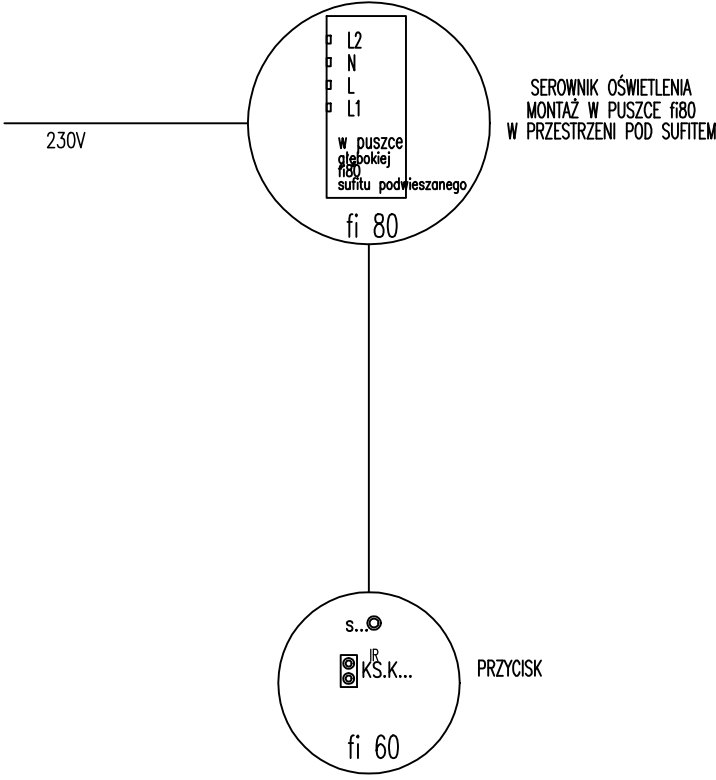 L2
N
L
L1
SEROWNIK OŚWIETLENIA
MONTAŻ W PUSZCE fi80
W PRZESTRZENI POD SUFITEM
230V
w puszce
głębokiej
fi80
sufitu podwieszanego
fi 80
s...
IR
KS.K...
PRZYCISK
fi 60